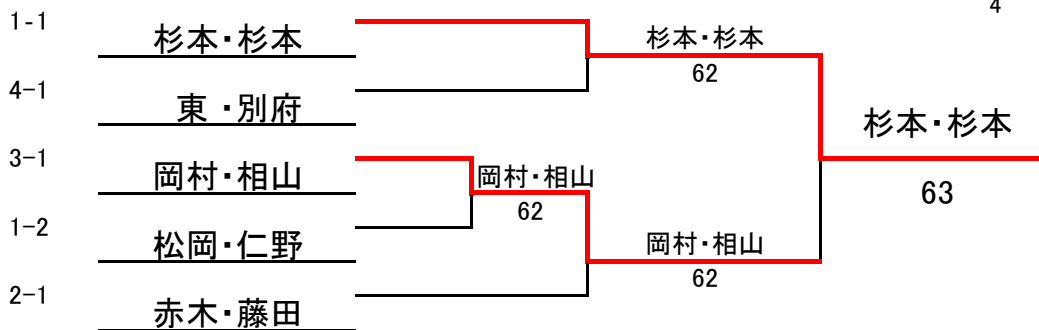 4
1-1
杉本・杉本
杉本・杉本
62
4-1
東 ・別府
杉本・杉本
3-1
岡村・相山
岡村・相山
63
62
1-2
松岡・仁野
岡村・相山
62
2-1
赤木・藤田